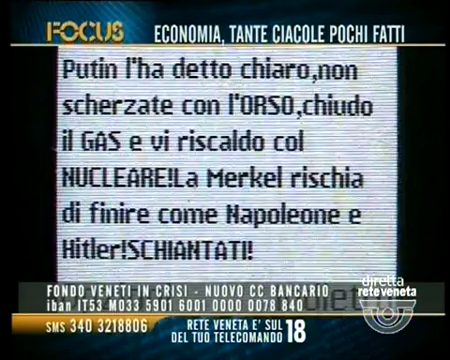 FOCUS
ECONOMIA, TANTE CIACOLE POCHI FATTI
Putin l'ha detto chiaro,non
scherzate con l'ORSO,chiudo
il GAS e vi riscaldo col
NUCLEARE!La Merkel rischia
di finire come Napoleone e
Hitler!SCHIANTATI!
FONDO VENETI IN CRISI - NUOVO CC BANCARIO
iban IT53 M033 5901 6001 0000 0078 840
diretta
reteveneta
SMS 340 3218806
RETE VENETA E' SUL 18
DEL TUO TELECOMANDO